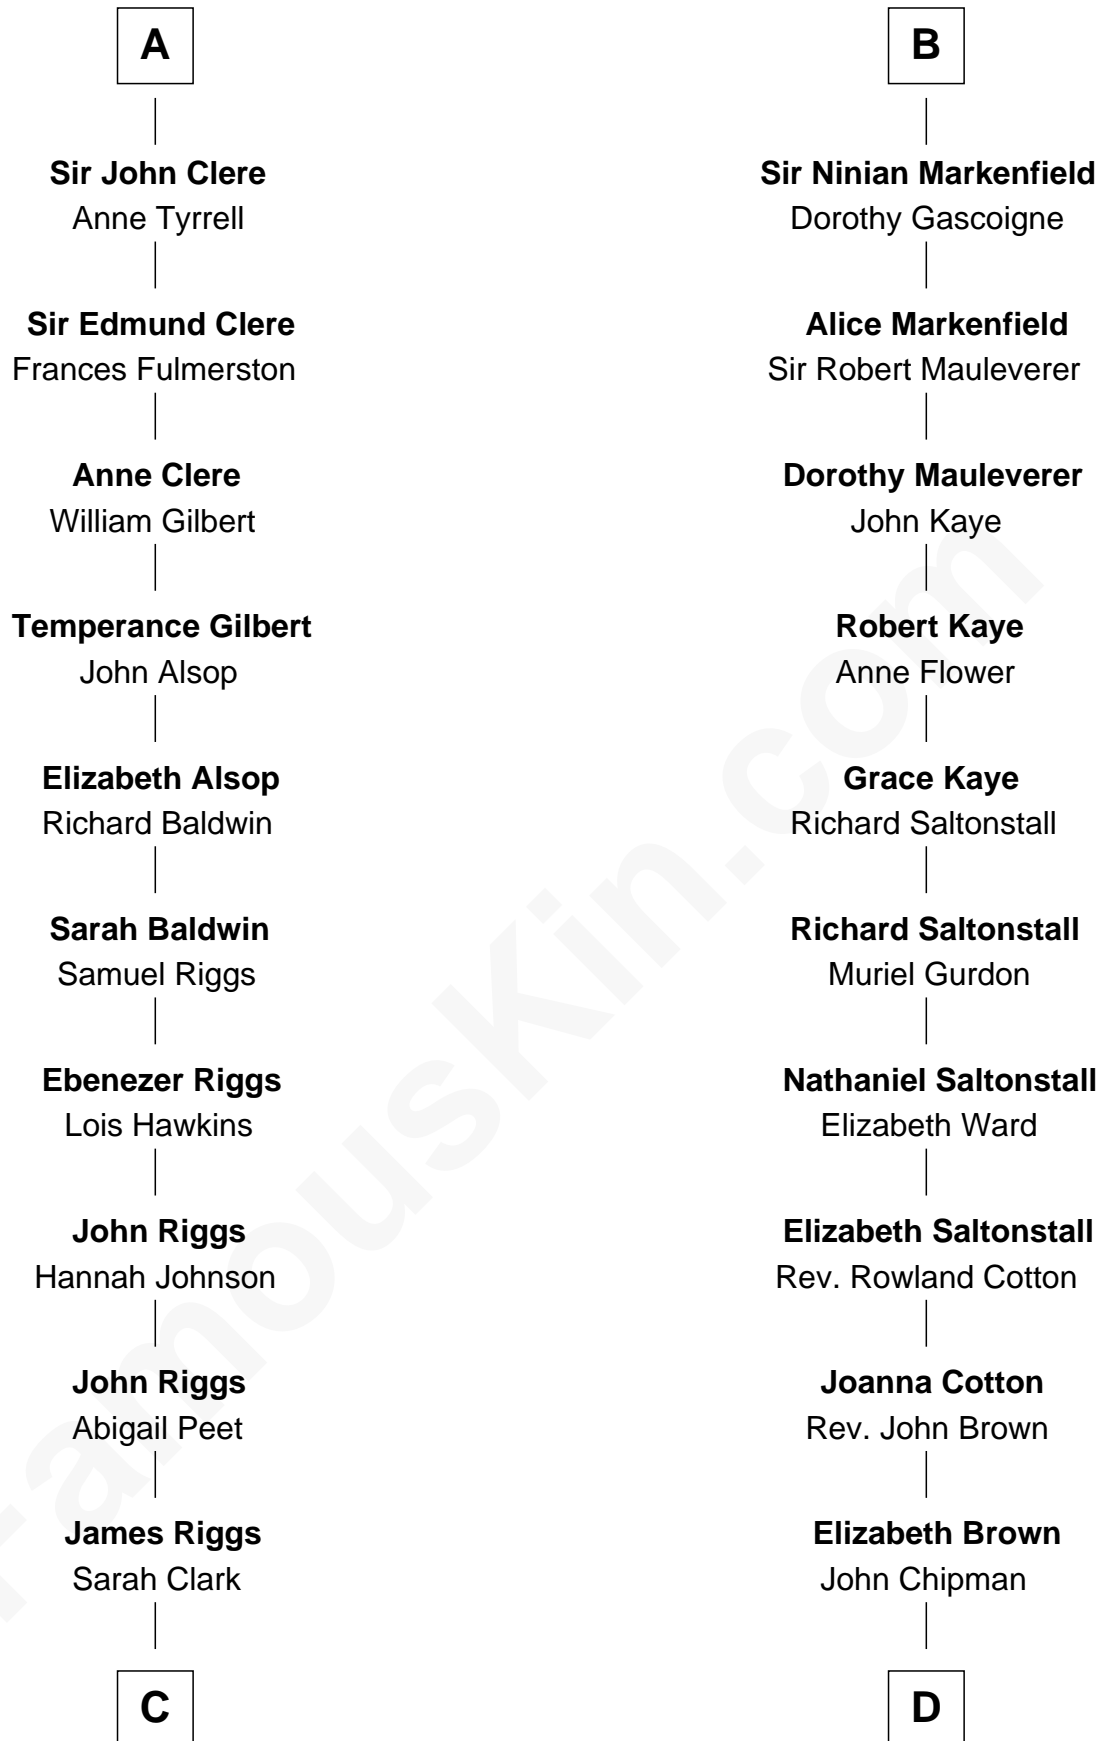 A
Sir John Clere
Anne Tyrrell
Sir Edmund Clere
Frances Fulmerston
Anne Clere
William Gilbert
Temperance Gilbert
John Alsop
Elizabeth Alsop
Richard Baldwin
Sarah Baldwin
Samuel Riggs
Ebenezer Riggs
Lois Hawkins
John Riggs
Hannah Johnson
John Riggs
Abigail Peet
James Riggs
Sarah Clark
C
B
Sir Ninian Markenfield
Dorothy Gascoigne
Alice Markenfield
Sir Robert Mauleverer
Dorothy Mauleverer
John Kaye
Robert Kaye
Anne Flower
Grace Kaye
Richard Saltonstall
Richard Saltonstall
Muriel Gurdon
Nathaniel Saltonstall
Elizabeth Ward
Elizabeth Saltonstall
Rev. Rowland Cotton
Joanna Cotton
Rev. John Brown
Elizabeth Brown
John Chipman
D
FamousKin.com